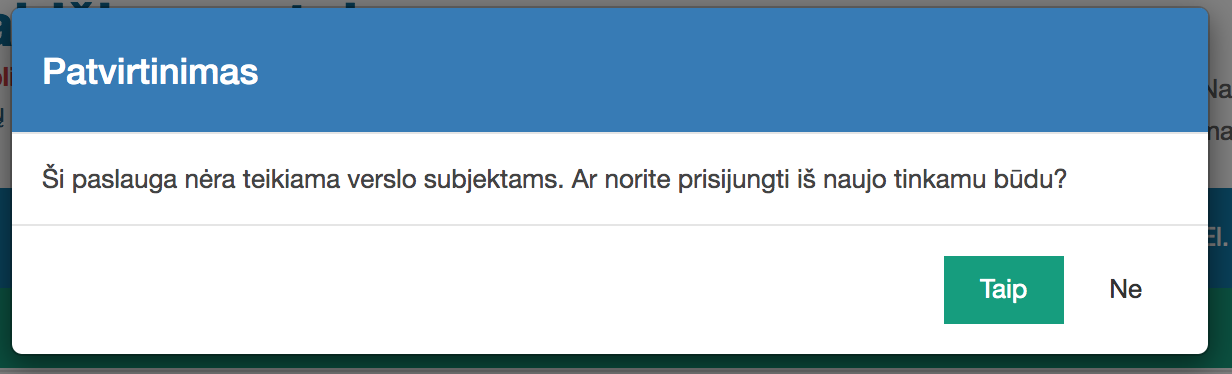 Patvirtinimas
Ši paslauga nėra teikiama verslo subjektams. Ar norite prisijungti iš naujo tinkamu būdu?
Taip
Ne